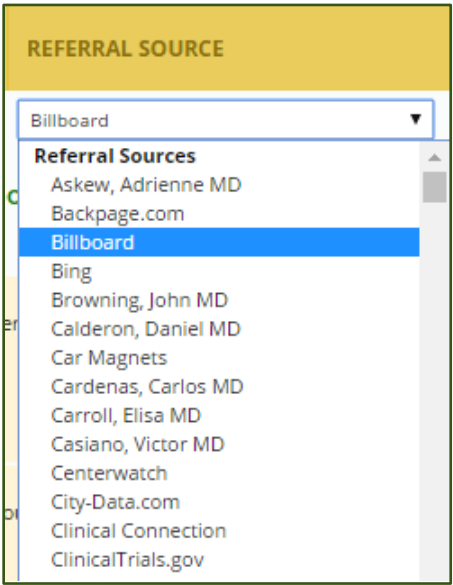 REFERRAL SOURCE
Billboard
Referral Sources
Askew, Adrienne MD
Backpage.com
Billboard
Bing
Browning, John MD
Calderon, Daniel MD
Car Magnets
Cardenas, Carlos MD
Carroll, Elisa MD
Casiano, Victor MD
Centerwatch
City-Data.com
Clinical Connection
ClinicalTrials.gov